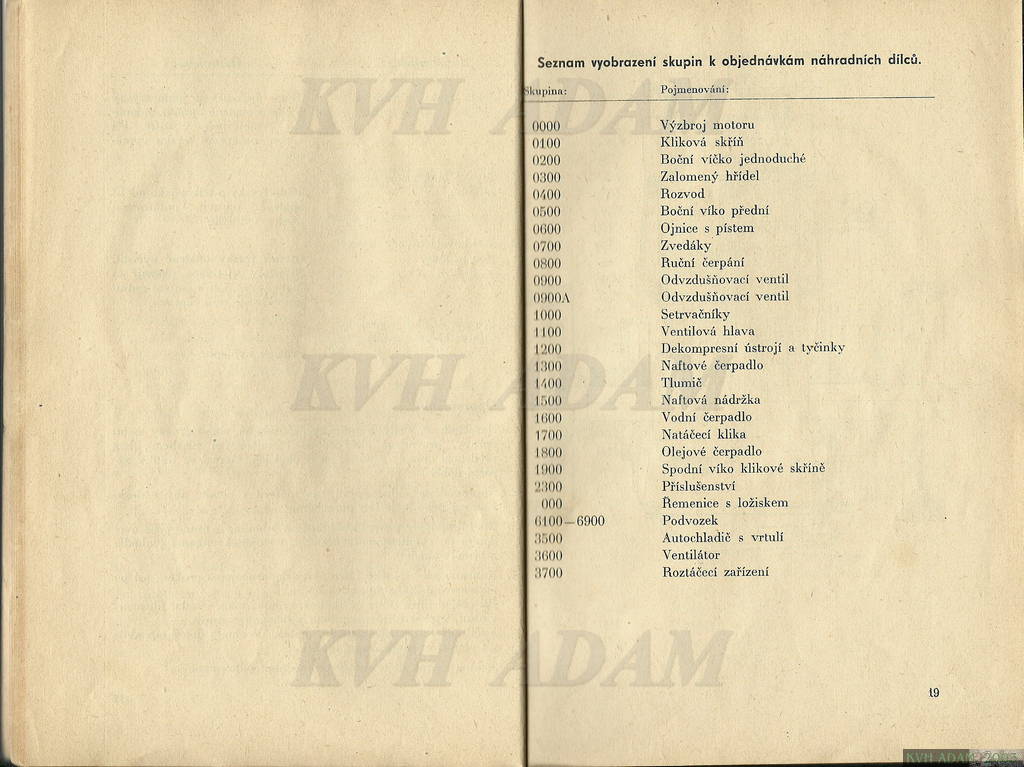 Seznam vyobrazení skupin k objednávkám náhradních dílců.
Skupina: Pojmenování:
0000 Výzbroj motoru
0100 Kliková skříň
0200 Boční víčko jednoduché
0300 Zalomený hřídel
0400 Rozvod
0500 Boční víko přední
0600 Ojnice s pístem
0700 Zvedáky
0800 Ruční čerpání
0900 Odvzdušňovací ventil
0900A Odvzdušňovací ventil
1000 Setrvačníky
1100 Ventilová hlava
1200 Dekompresní ústrojí a tyčinky
1300 Naftové čerpadlo
1400 Tlumič
1500 Naftová nádržka
1600 Vodní čerpadlo
1700 Natáčecí klika
1800 Olejové čerpadlo
1900 Spodní víko klikové skříně
2300 Příslušenství
000 Řemenice s ložiskem
6100—6900 Podvozek
3500 Autochladič s vrtulí
3600 Ventilátor
3700 Roztáčecí zařízení
19
KVH ADAM
KVH ADAM
KVH ADAM
KVH ADAM